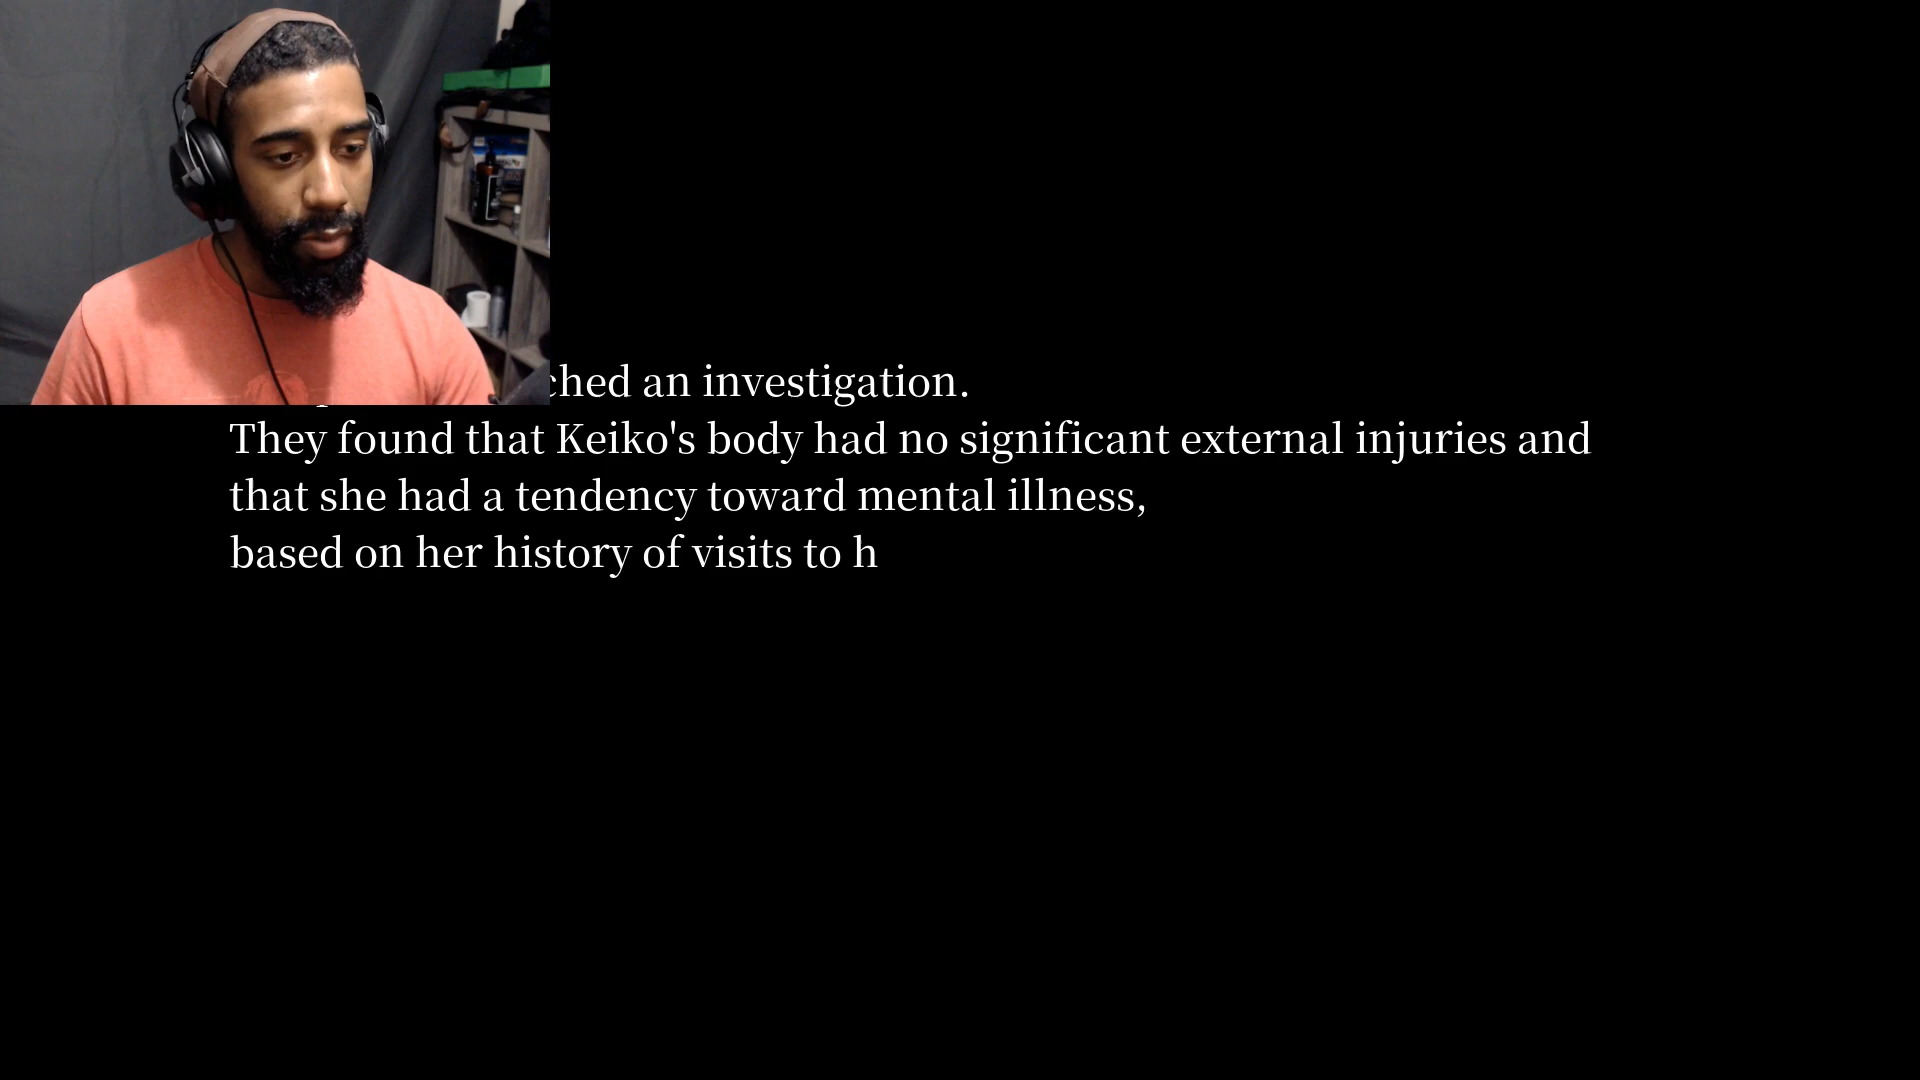 ched an investigation.
They found that Keiko's body had no significant external injuries and
that she had a tendency toward mental illness,
based on her history of visits to h